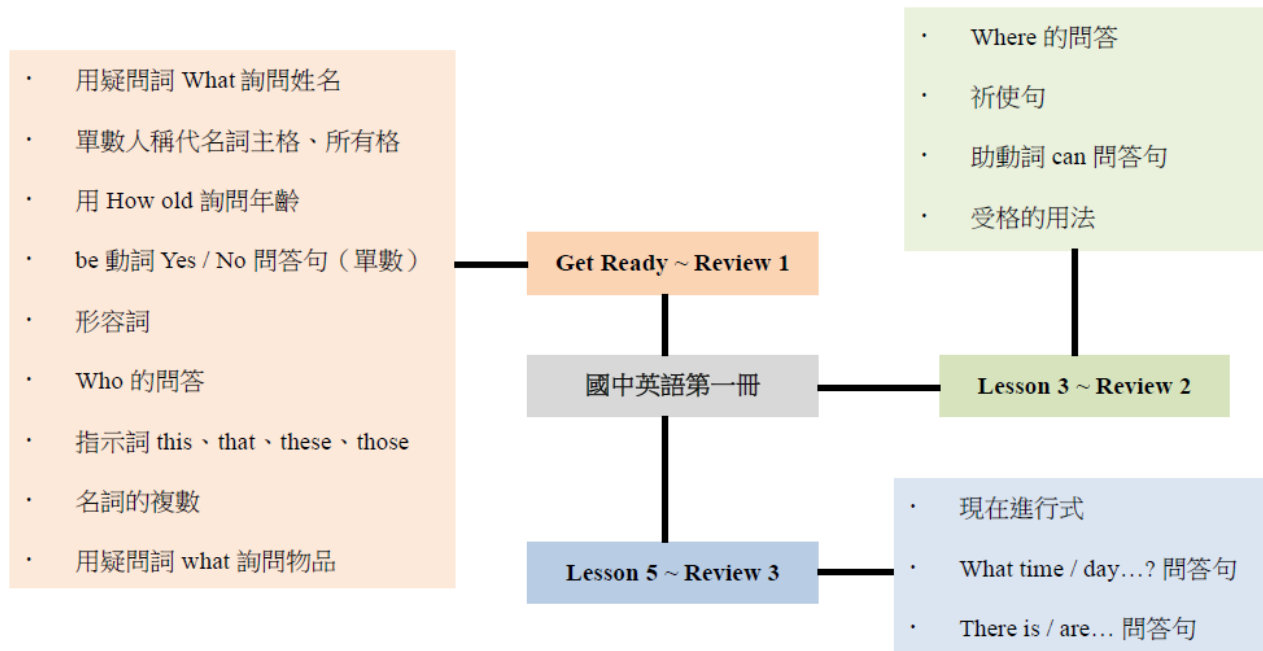 · 用疑問詞 What 詢問姓名
· 單數人稱代名詞主格、所有格
· 用 How old 詢問年齡
· be 動詞 Yes / No 問答句（單數）
· 形容詞
· Who 的問答
· 指示詞 this、that、these、those
· 名詞的複數
· 用疑問詞 what 詢問物品
Get Ready ~ Review 1
國中英語第一冊
· Where 的問答
· 祈使句
· 助動詞 can 問答句
· 受格的用法
Lesson 3 ~ Review 2
Lesson 5 ~ Review 3
· 現在進行式
· What time / day…? 問答句
· There is / are… 問答句